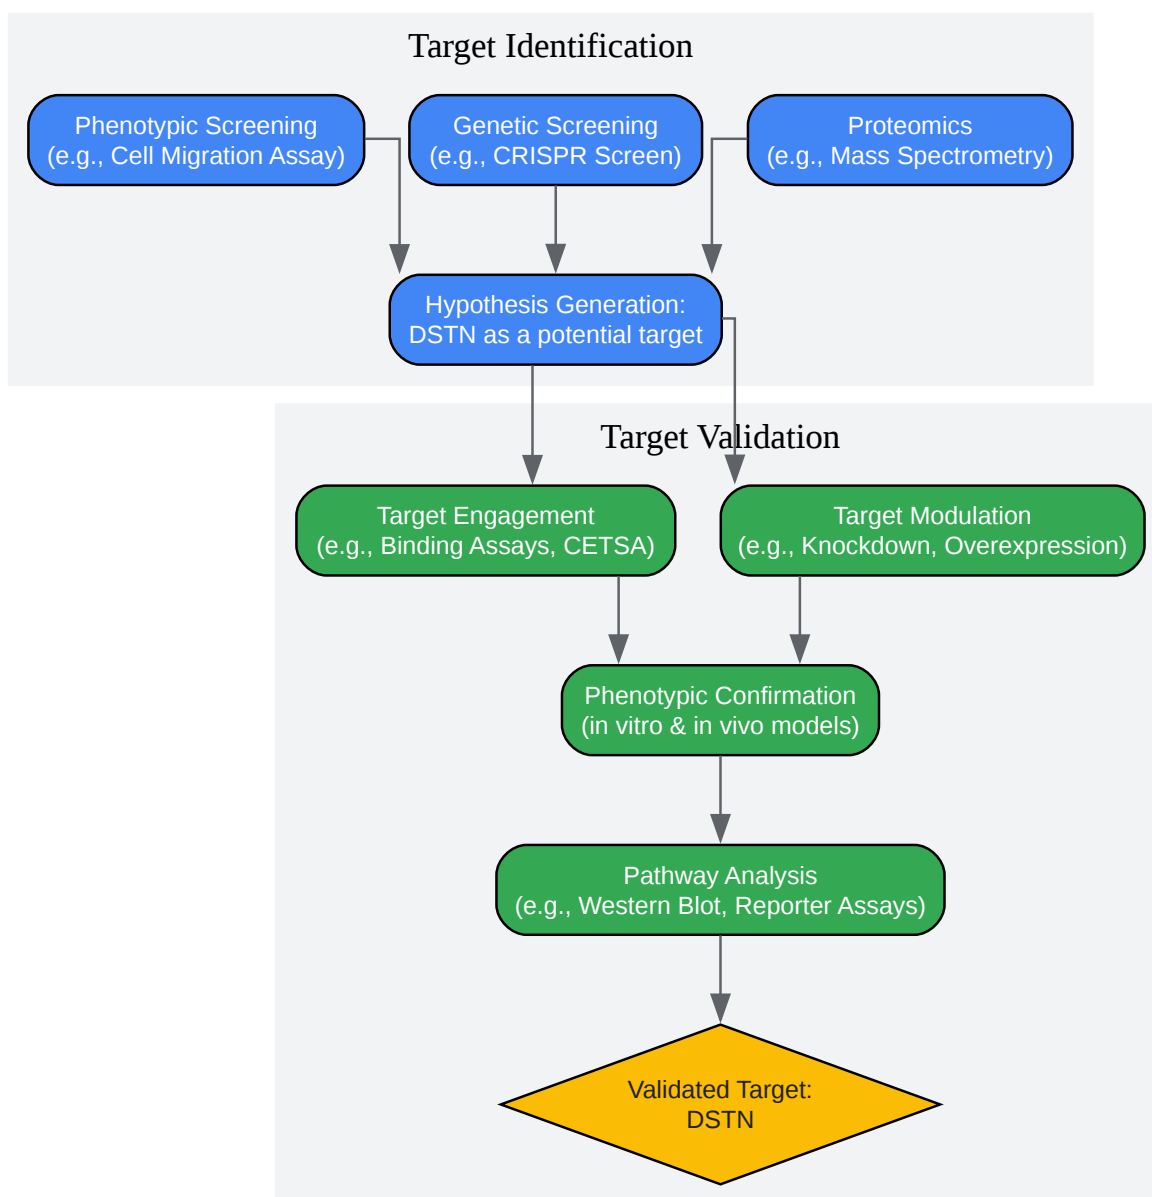 Target Identification
Phenotypic Screening
(e.g., Cell Migration Assay)
Genetic Screening
(e.g., CRISPR Screen)
Proteomics
(e.g., Mass Spectrometry)
Hypothesis Generation:
DSTN as a potential target
Target Validation
Target Engagement
(e.g., Binding Assays, CETSA)
Target Modulation
(e.g., Knockdown, Overexpression)
Phenotypic Confirmation
(in vitro & in vivo models)
Pathway Analysis
(e.g., Western Blot, Reporter Assays)
Validated Target:
DSTN